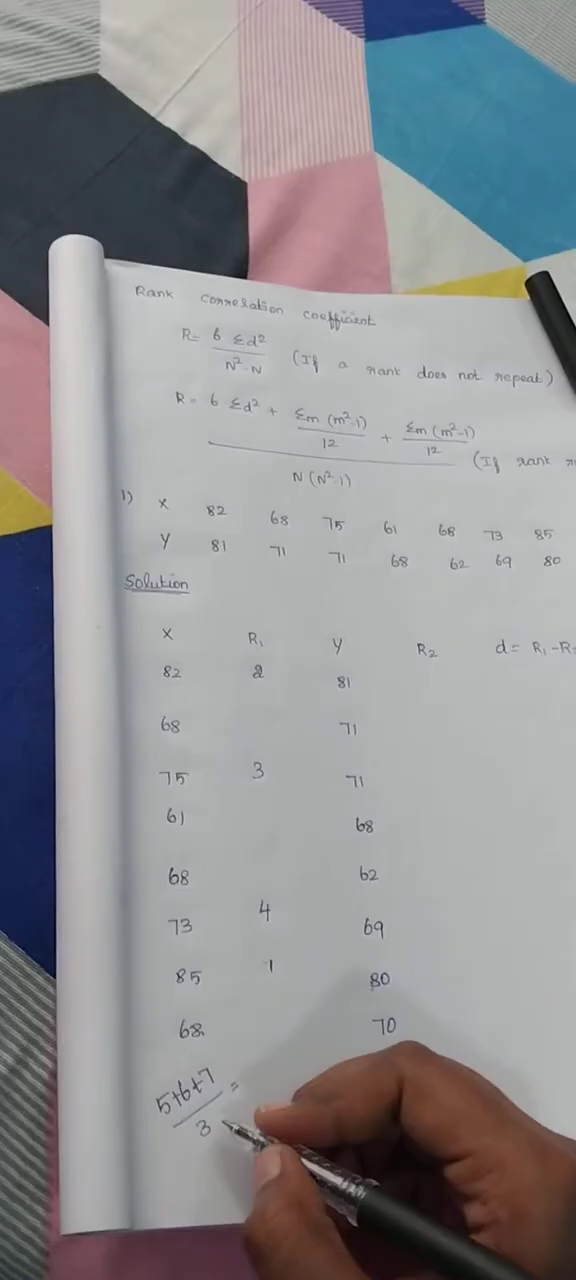 Rank correlation coefficient
R = 6 Σd² / N² - N (If a rank does not repeat)
R = 6 Σd² + Σm (m²-1) / 12 + Σm (m²-1) / 12 / N (N²-1) (If rank
1) X 82 68 75 61 68 73 85
Y 81 71 71 68 62 69 80
Solution
X R₁ Y R₂ d = R₁ - R
82 2 81
68 71
75 3 71
61 68
68 62
73 4 69
85 1 80
68 70
5+6+7 / 3 =